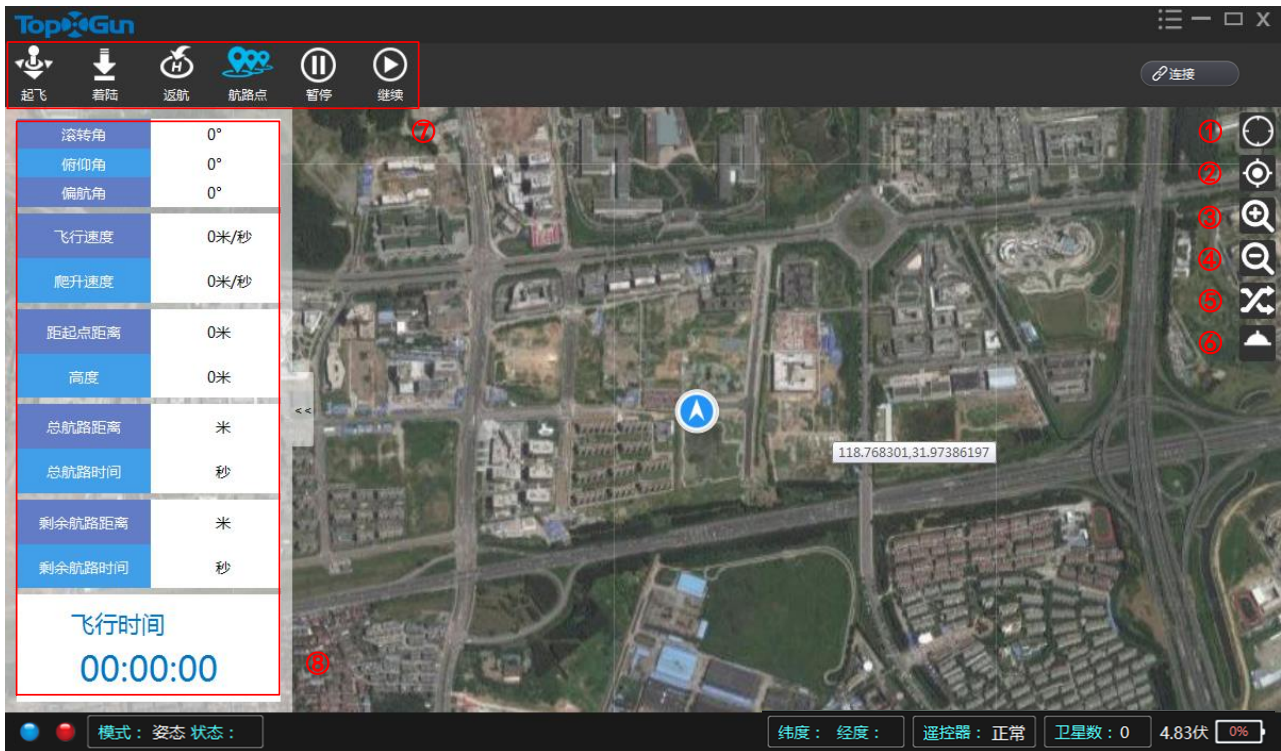 TopGun
起飞 着陆 返航 航路点 暂停 继续
连接
滚转角 0°
俯仰角 0°
偏航角 0°
飞行速度 0米/秒
爬升速度 0米/秒
距起点距离 0米
高度 0米
总航路距离 米
总航路时间 秒
剩余航路距离 米
剩余航路时间 秒
飞行时间
00:00:00
<<
⑦
①
②
③
④
⑤
⑥
H
118.768301,31.97386197
⑧
模式： 姿态 状态：
纬度： 经度：
遥控器： 正常
卫星数：0
4.83伏
0%